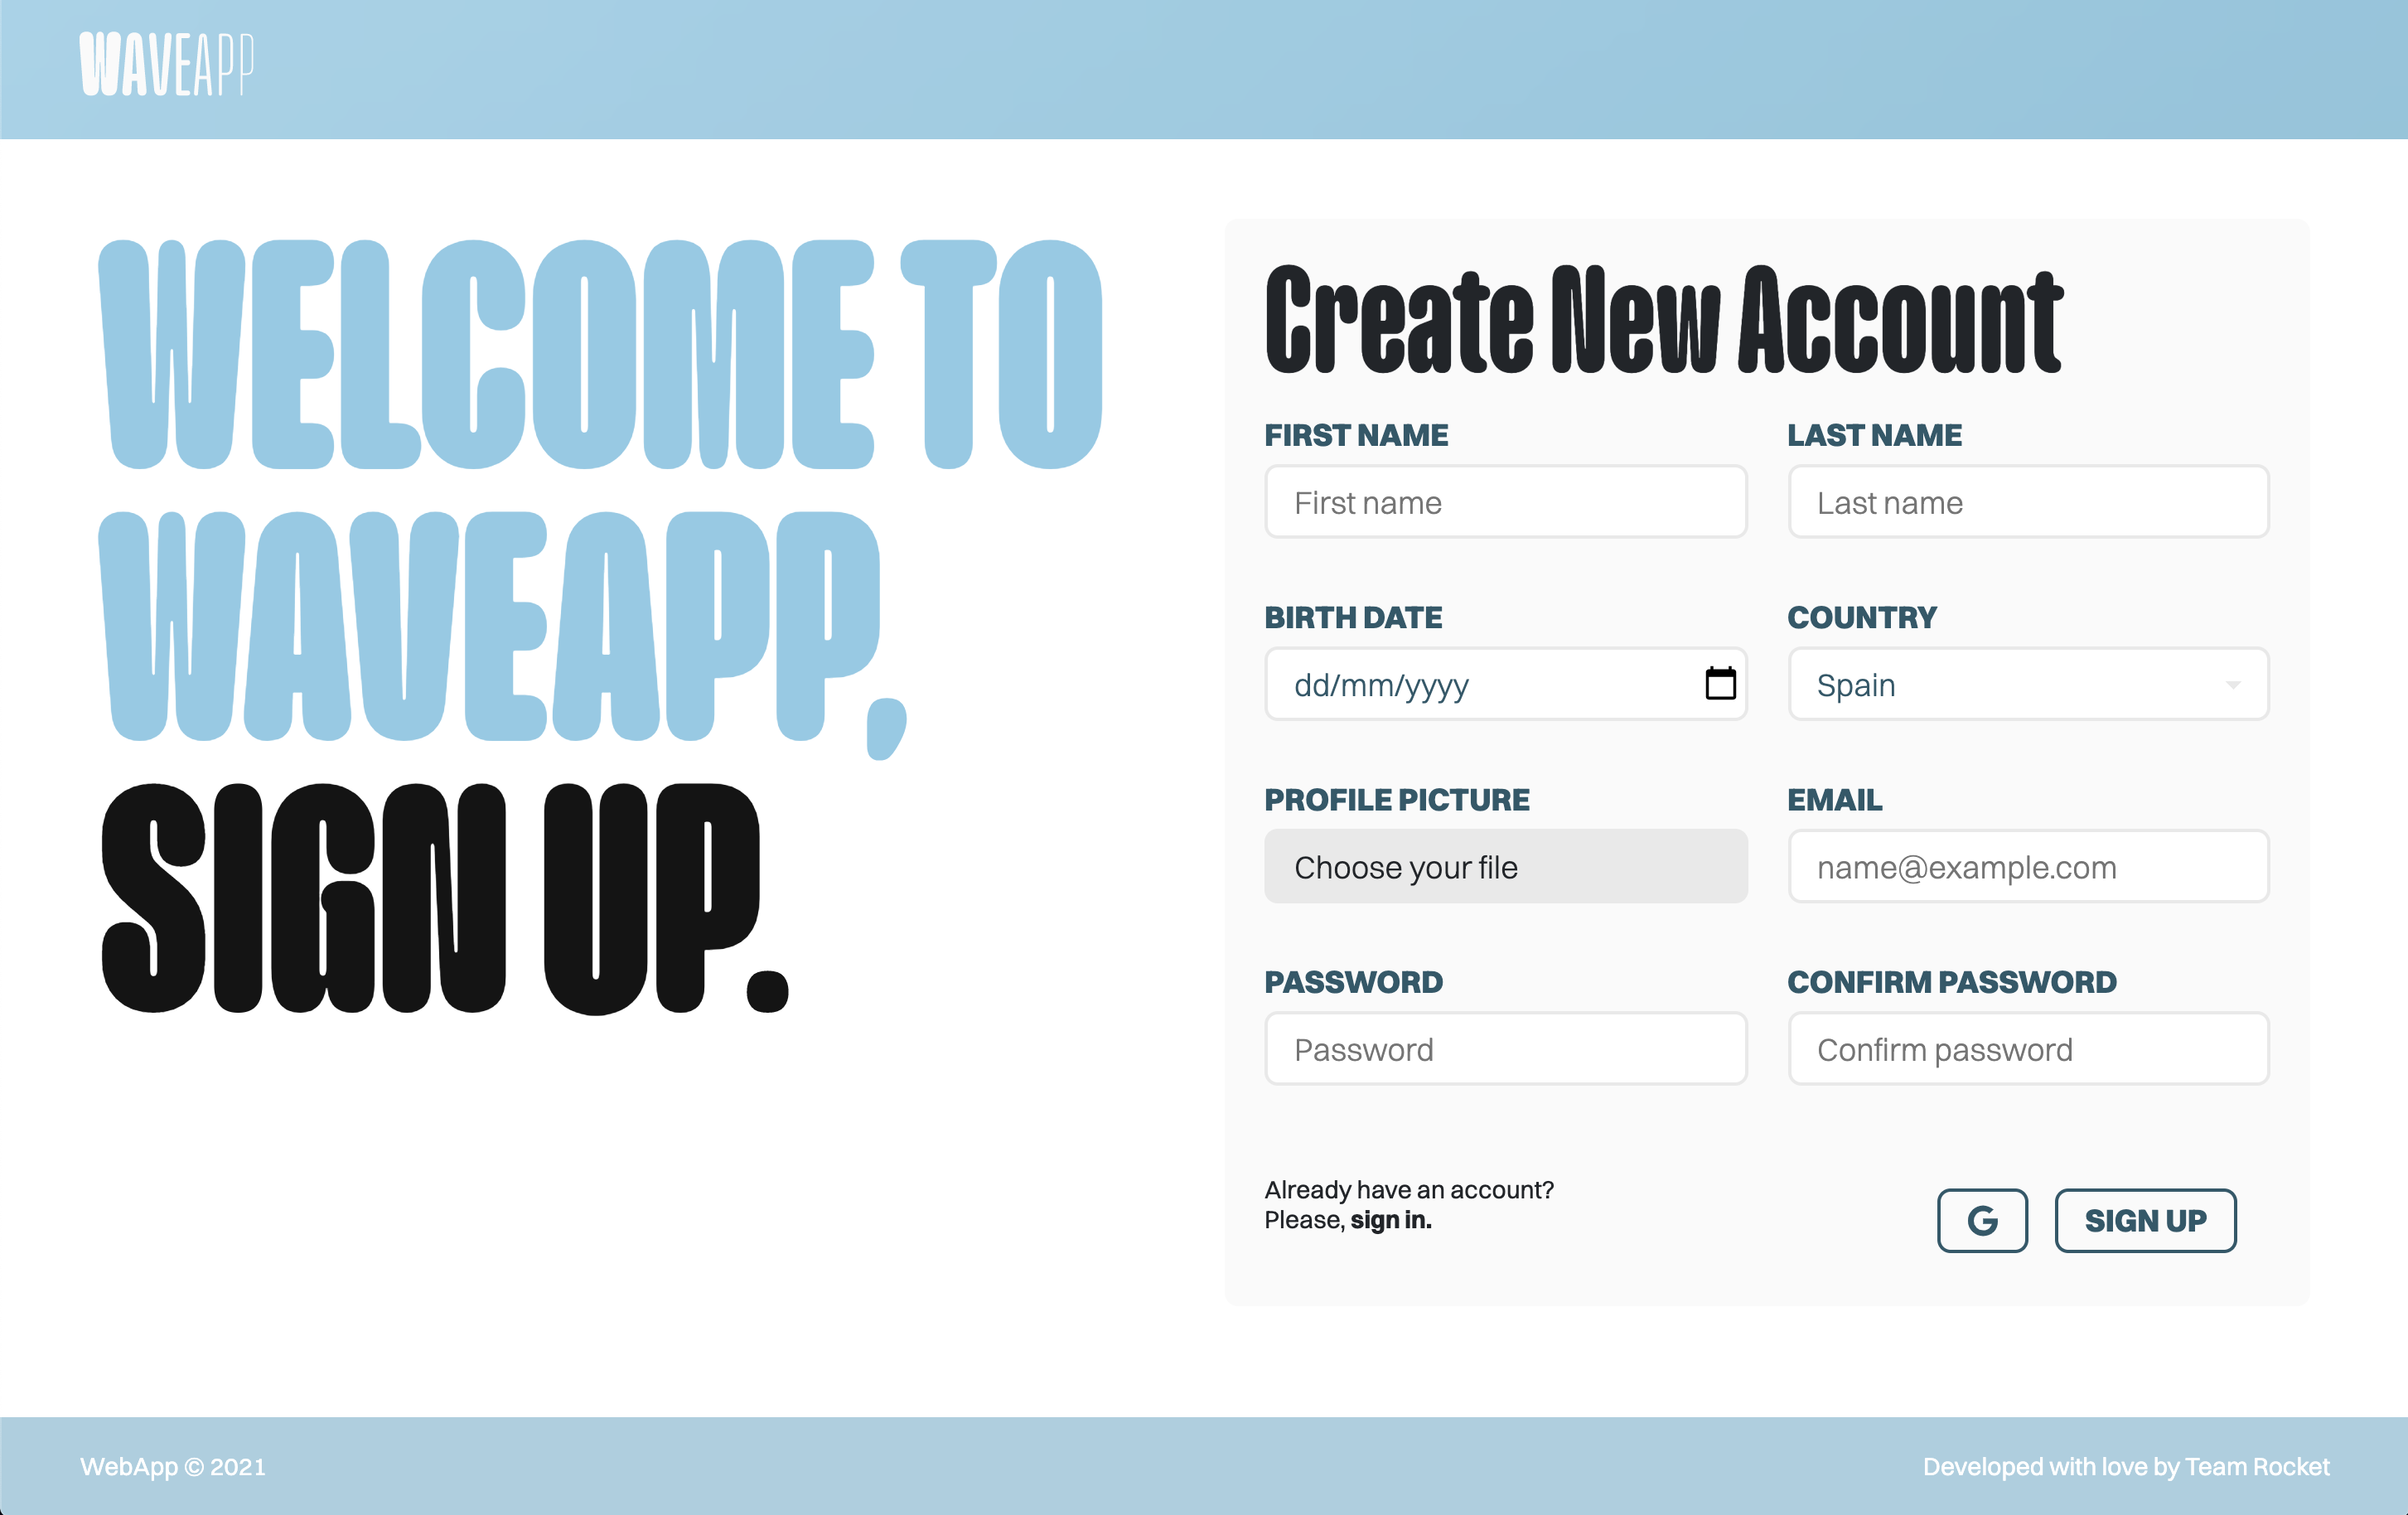 WAVEAPP
WELCOME TO
WAVEAPP,
SIGN UP.
Create New Account
FIRST NAME
First name
LAST NAME
Last name
BIRTH DATE
dd/mm/yyyy
COUNTRY
Spain
PROFILE PICTURE
Choose your file
EMAIL
name@example.com
PASSWORD
Password
CONFIRM PASSWORD
Confirm password
Already have an account?
Please, sign in.
G
SIGN UP
WebApp © 2021
Developed with love by Team Rocket